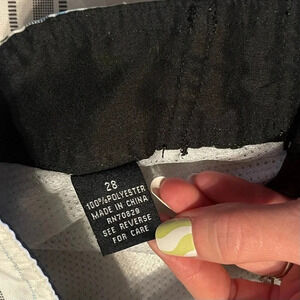 28
100%POLYESTER
MADE IN CHINA
RN70829
SEE REVERSE
FOR CARE